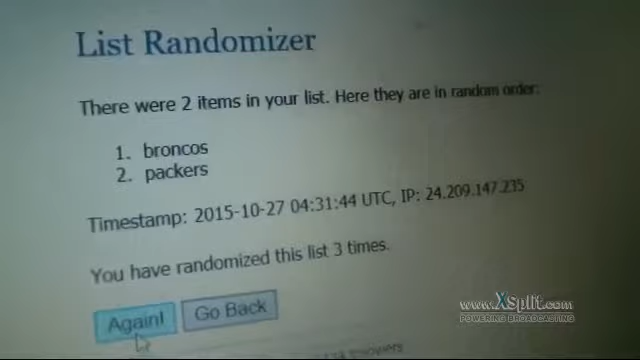 List Randomizer
There were 2 items in your list. Here they are in random order:
1. broncos
2. packers
Timestamp: 2015-10-27 04:31:44 UTC, IP: 24.209.147.235
You have randomized this list 3 times.
Again! Go Back
www.XSplit.com
POWERING BROADCASTING
followers